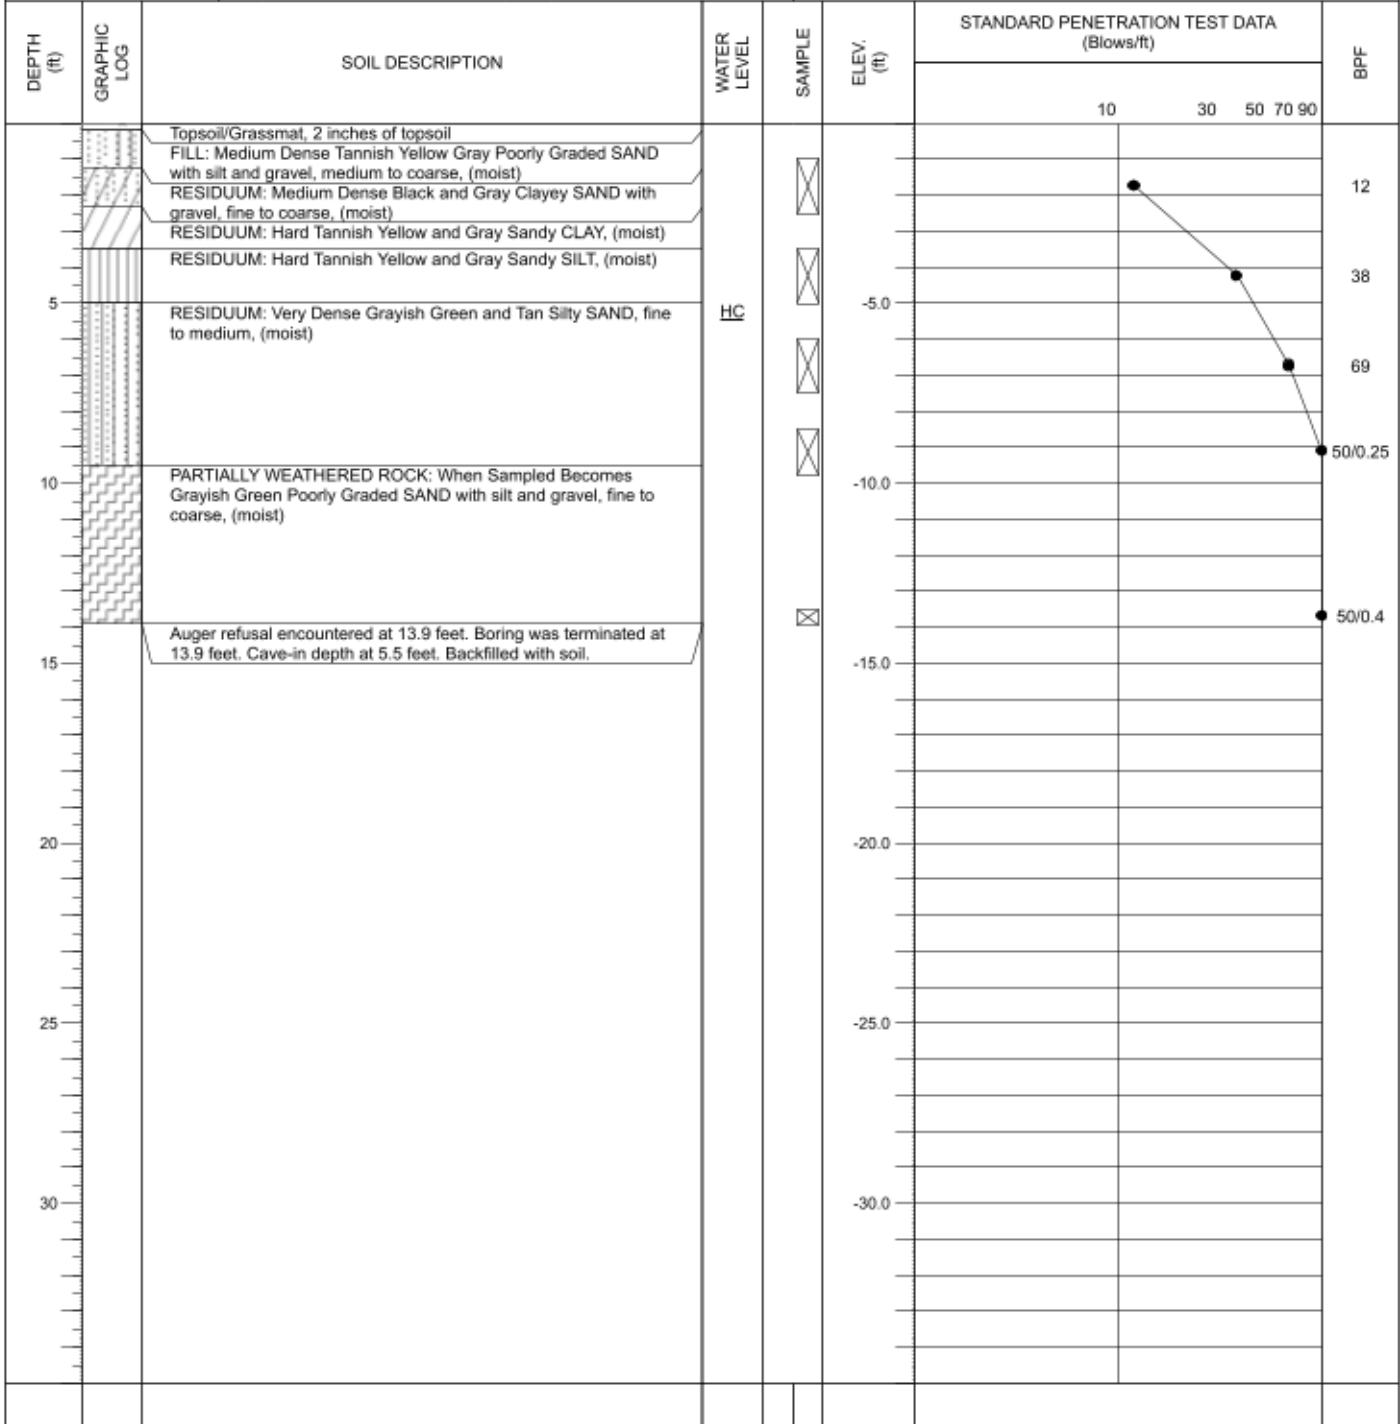 DEPTH
(ft)
GRAPHIC
LOG
SOIL DESCRIPTION
WATER
LEVEL
SAMPLE
ELEV.
(ft)
STANDARD PENETRATION TEST DATA
(Blows/ft)
BPF
10 30 50 70 90
Topsoil/Grassmat, 2 inches of topsoil
FILL: Medium Dense Tannish Yellow Gray Poorly Graded SAND
with silt and gravel, medium to coarse, (moist)
RESIDUUM: Medium Dense Black and Gray Clayey SAND with
gravel, fine to coarse, (moist)
RESIDUUM: Hard Tannish Yellow and Gray Sandy CLAY, (moist)
RESIDUUM: Hard Tannish Yellow and Gray Sandy SILT, (moist)
RESIDUUM: Very Dense Grayish Green and Tan Silty SAND, fine
to medium, (moist)
PARTIALLY WEATHERED ROCK: When Sampled Becomes
Grayish Green Poorly Graded SAND with silt and gravel, fine to
coarse, (moist)
Auger refusal encountered at 13.9 feet. Boring was terminated at
13.9 feet. Cave-in depth at 5.5 feet. Backfilled with soil.
5
10
15
20
25
30
HC
-5.0
-10.0
-15.0
-20.0
-25.0
-30.0
12
38
69
50/0.25
50/0.4